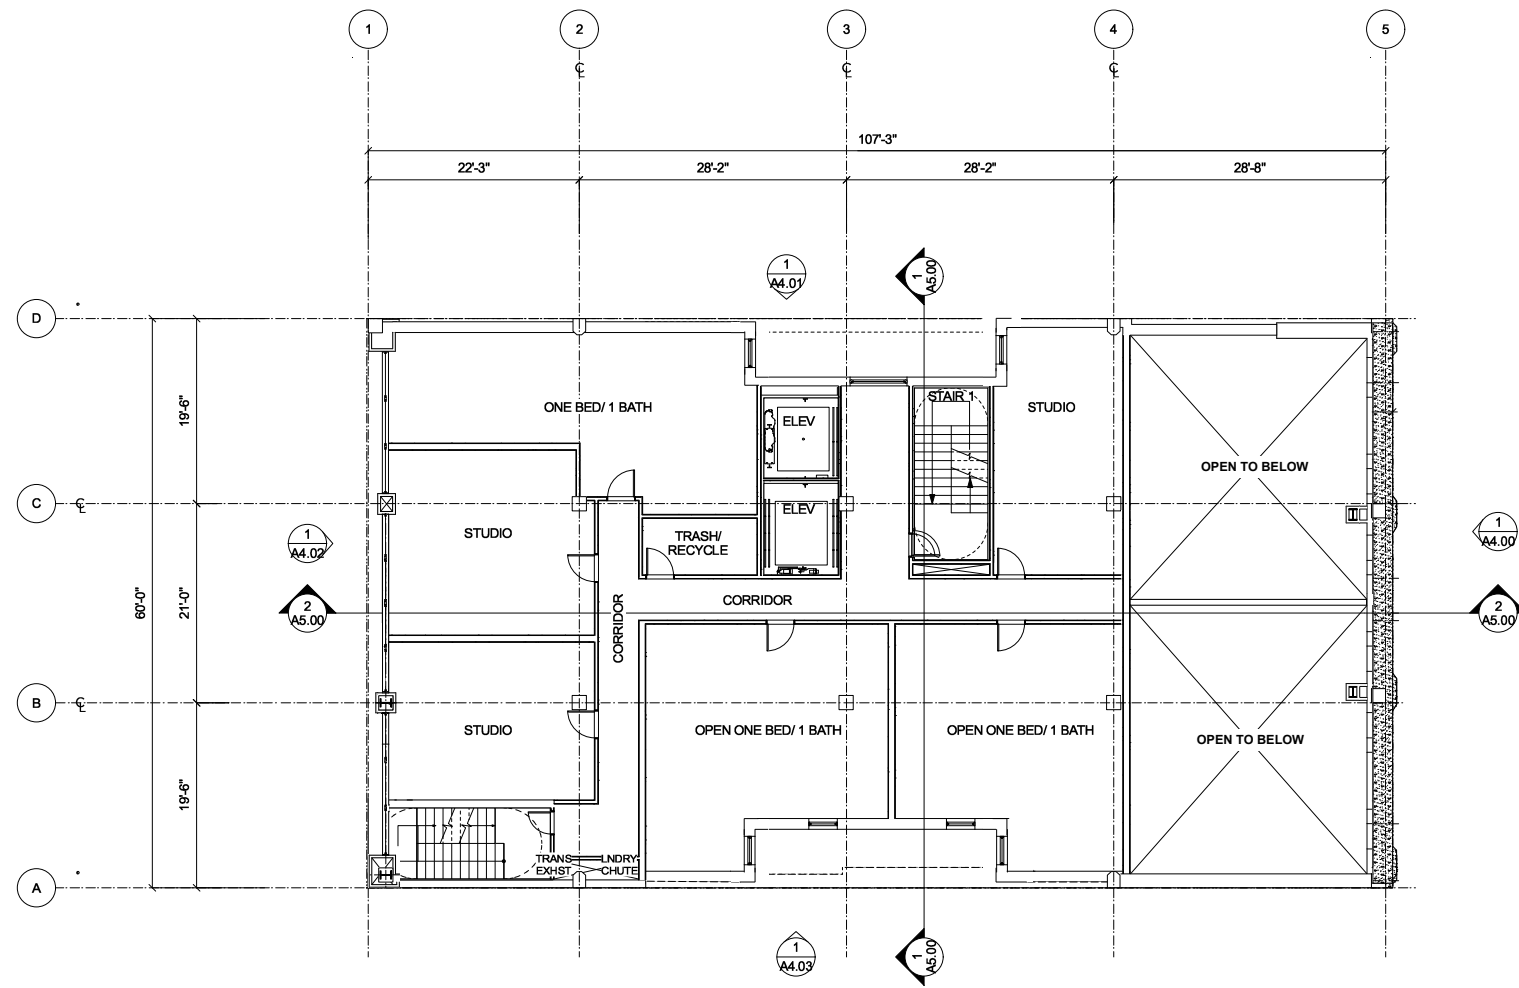 1
2
3
4
5
℄
℄
℄
107'-3"
22'-3"
28'-2"
28'-2"
28'-8"
1
A4.01
1
A5.00
D
C
℄
B
℄
A
19'-6"
60'-0"
21'-0"
19'-6"
1
A4.02
2
A5.00
1
A4.00
2
A5.00
ONE BED/ 1 BATH
ELEV
STAIR 1
STUDIO
OPEN TO BELOW
STUDIO
TRASH/
RECYCLE
ELEV
CORRIDOR
CORRIDOR
STUDIO
OPEN ONE BED/ 1 BATH
OPEN ONE BED/ 1 BATH
OPEN TO BELOW
TRANS
EXHST
LNDRY
CHUTE
1
A4.03
1
A5.00